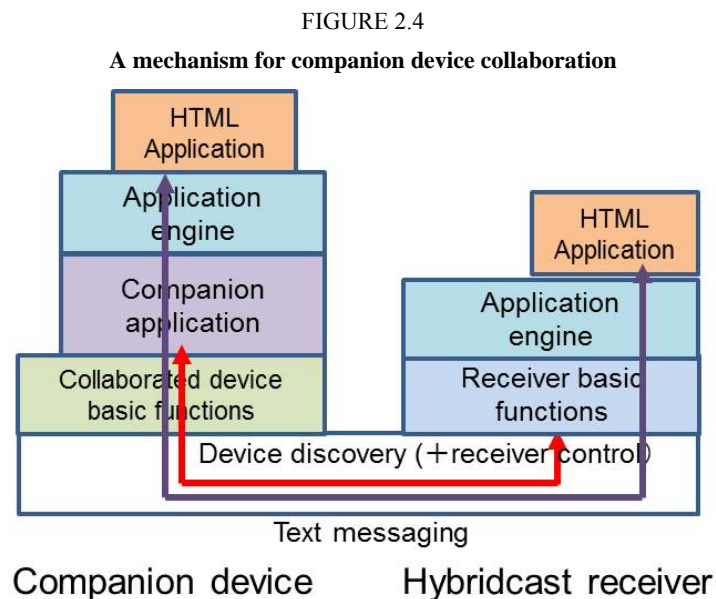 FIGURE 2.4
A mechanism for companion device collaboration
HTML
Application
Application
engine
Companion
application
Collaborated device
basic functions
HTML
Application
Application
engine
Receiver basic
functions
Device discovery (＋receiver control）
Text messaging
Companion device
Hybridcast receiver